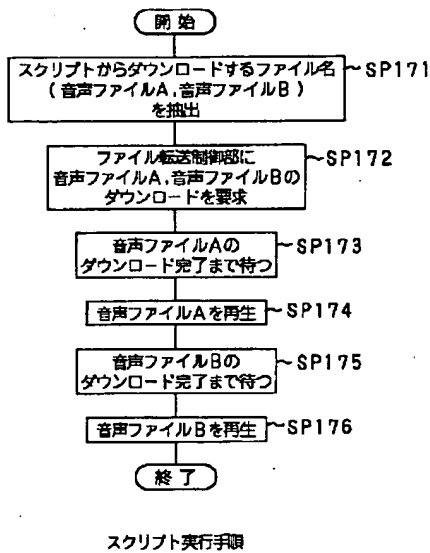 開始
スクリプトからダウンロードするファイル名
(音声ファイルA,音声ファイルB)
を抽出
SP171
ファイル転送制御部に
音声ファイルA,音声ファイルBの
ダウンロードを要求
SP172
音声ファイルAの
ダウンロード完了まで待つ
SP173
音声ファイルAを再生
SP174
音声ファイルBの
ダウンロード完了まで待つ
SP175
音声ファイルBを再生
SP176
終了
スクリプト実行手順